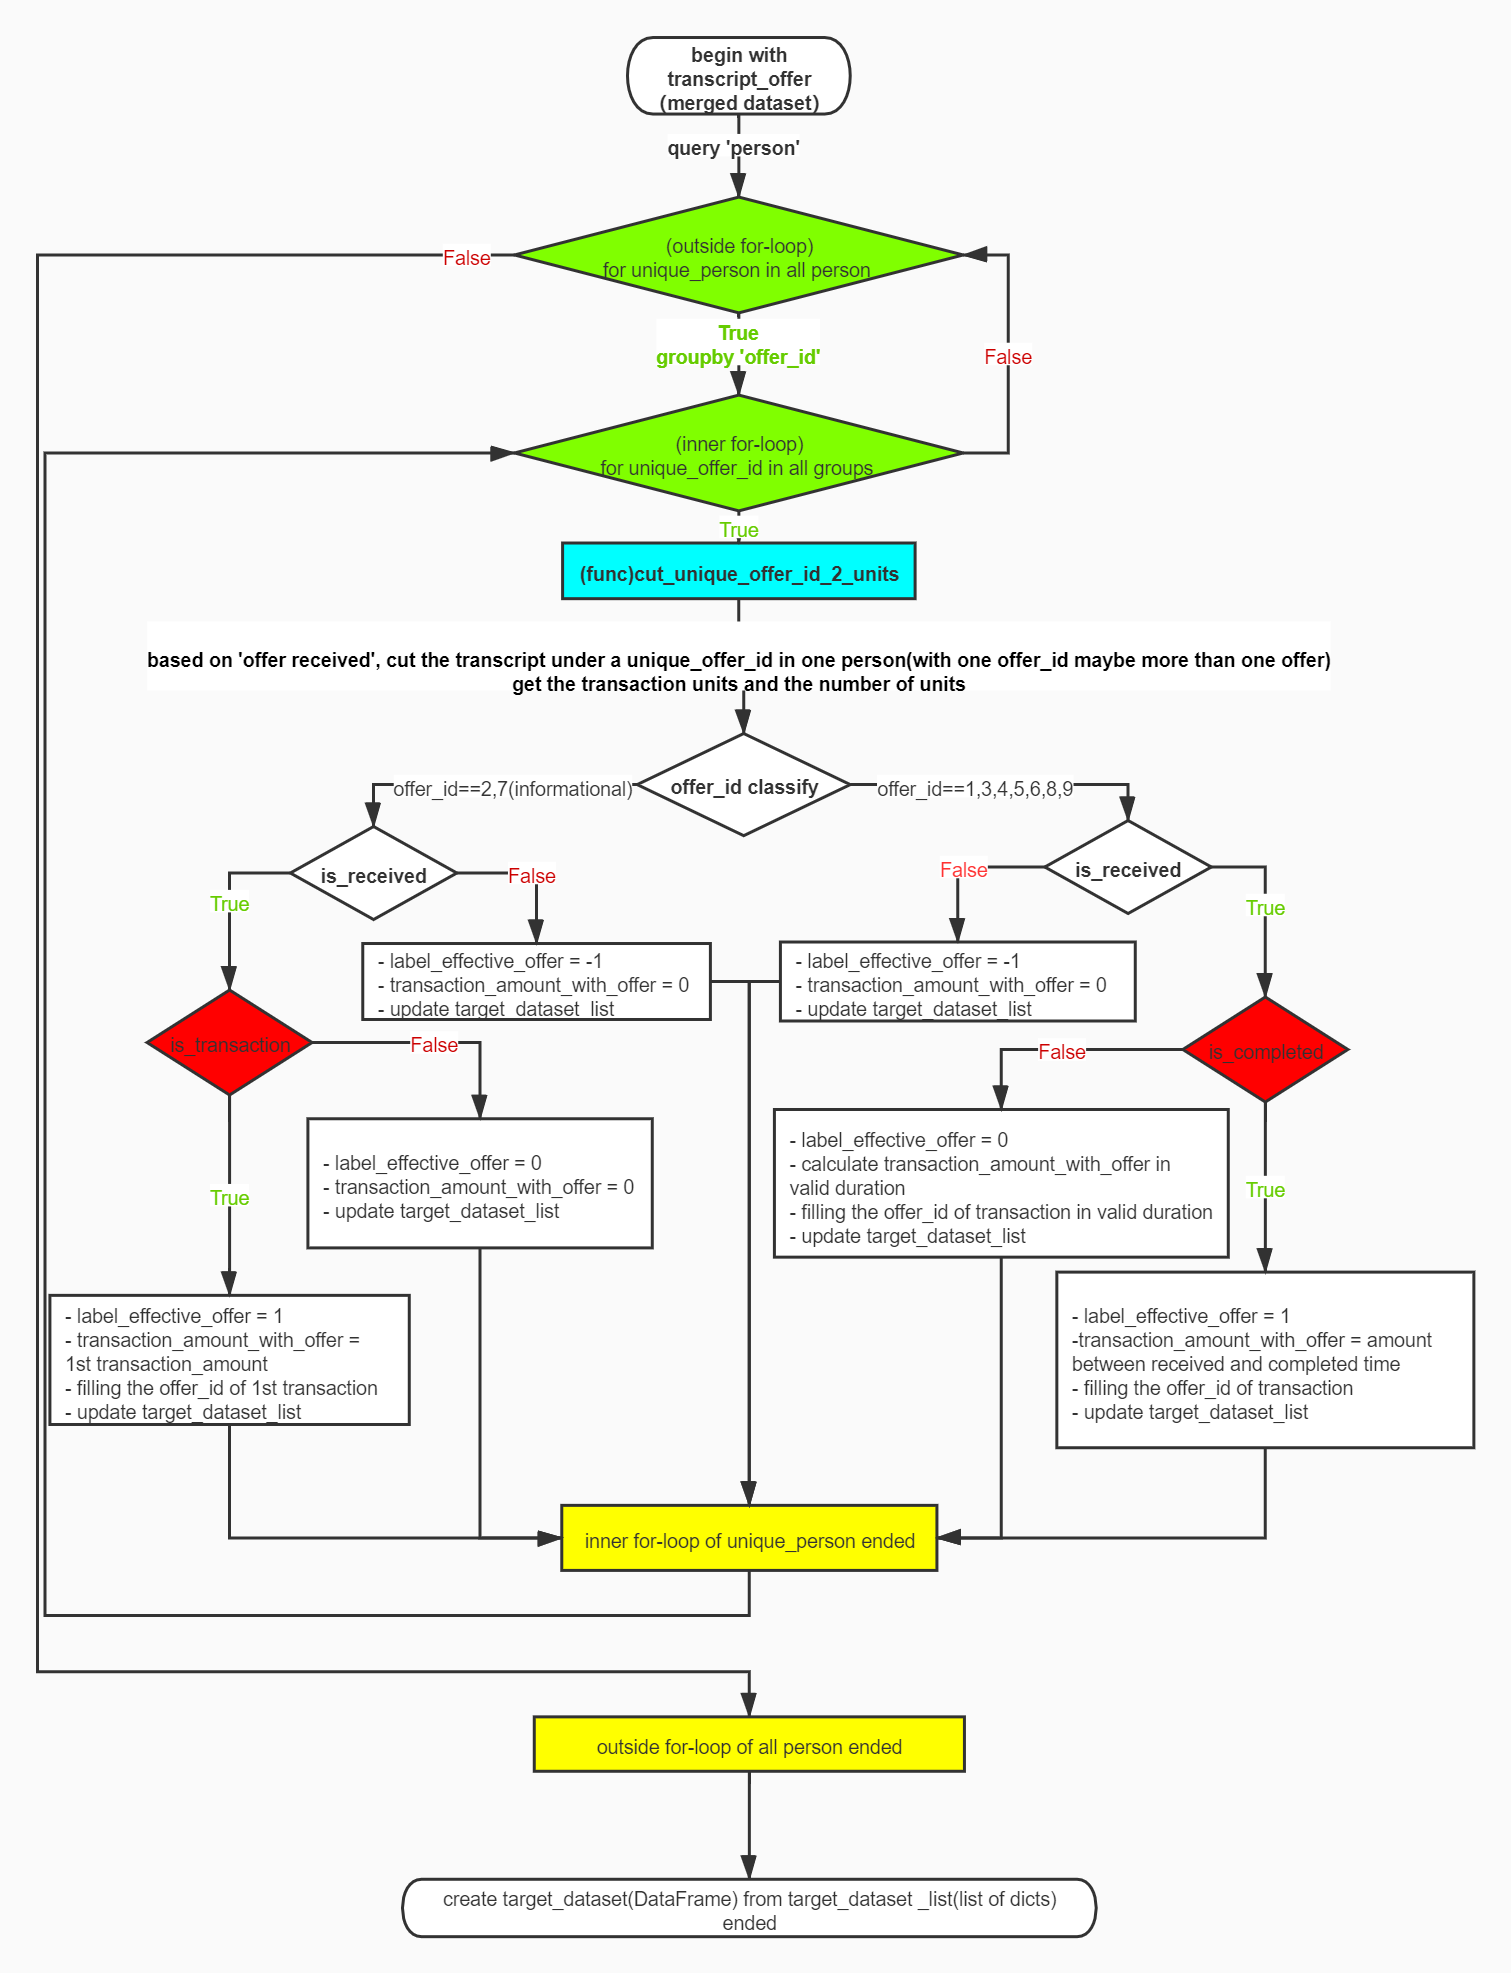 begin with
transcript_offer
(merged dataset)
query 'person'
(outside for-loop)
for unique_person in all person
False
True
groupby 'offer_id'
False
(inner for-loop)
for unique_offer_id in all groups
True
(func)cut_unique_offer_id_2_units
based on 'offer received', cut the transcript under a unique_offer_id in one person(with one offer_id maybe more than one offer)
get the transaction units and the number of units
offer_id classify
offer_id==2,7(informational)
offer_id==1,3,4,5,6,8,9
is_received
False
True
- label_effective_offer = -1
- transaction_amount_with_offer = 0
- update target_dataset_list
is_received
False
True
- label_effective_offer = -1
- transaction_amount_with_offer = 0
- update target_dataset_list
is_transaction
False
- label_effective_offer = 0
- transaction_amount_with_offer = 0
- update target_dataset_list
True
- label_effective_offer = 1
- transaction_amount_with_offer =
1st transaction_amount
- filling the offer_id of 1st transaction
- update target_dataset_list
is_completed
False
- label_effective_offer = 0
- calculate transaction_amount_with_offer in
valid duration
- filling the offer_id of transaction in valid duration
- update target_dataset_list
True
- label_effective_offer = 1
-transaction_amount_with_offer = amount
between received and completed time
- filling the offer_id of transaction
- update target_dataset_list
inner for-loop of unique_person ended
outside for-loop of all person ended
create target_dataset(DataFrame) from target_dataset _list(list of dicts)
ended